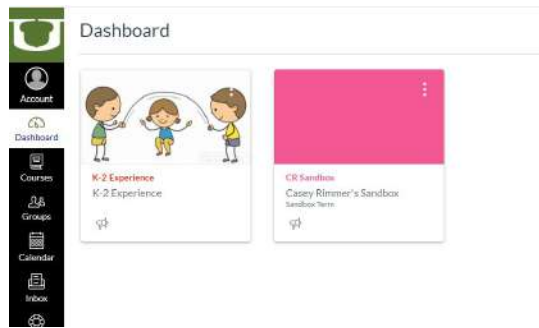 Dashboard
Account
Dashboard
Courses
Groups
Calendar
Inbox
K-2 Experience
K-2 Experience
CR Sandbox
Casey Rimmer's Sandbox
Sandbox Term